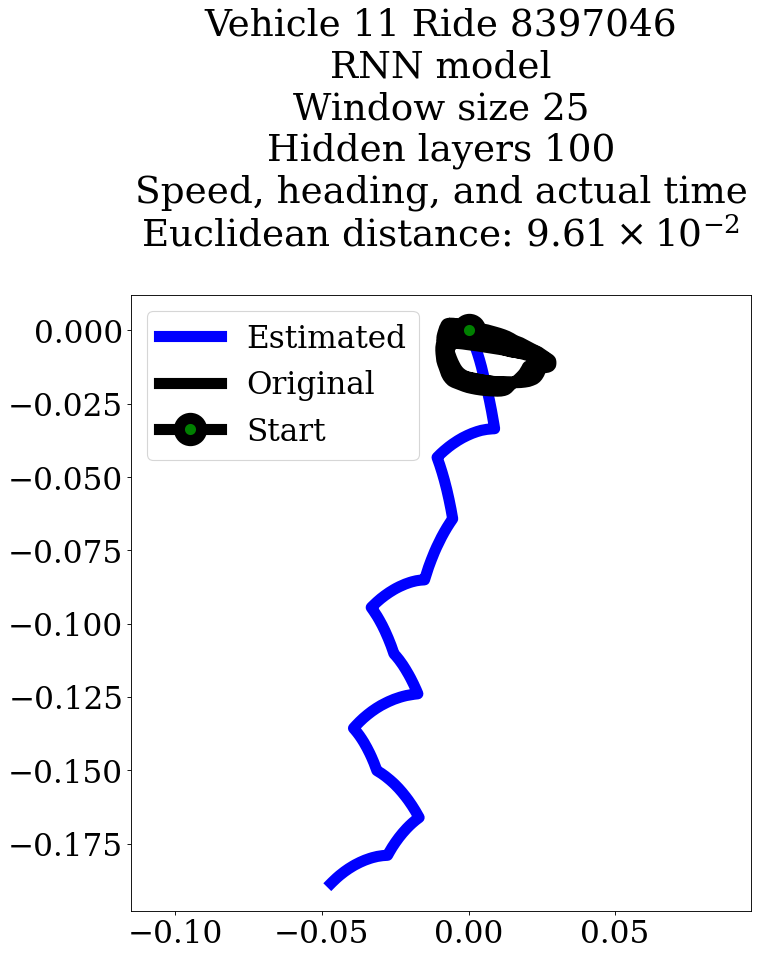 Vehicle 11 Ride 8397046
RNN model
Window size 25
Hidden layers 100
Speed, heading, and actual time
Euclidean distance: 9.61 × 10⁻²
Estimated
Original
Start
0.000
−0.025
−0.050
−0.075
−0.100
−0.125
−0.150
−0.175
−0.10
−0.05
0.00
0.05